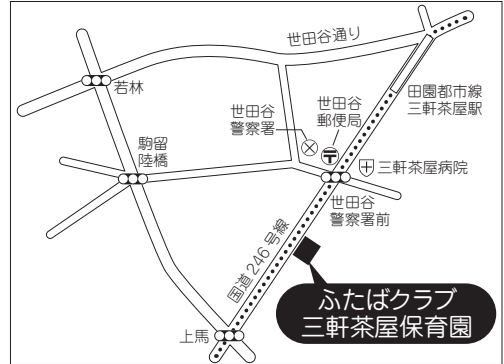 世田谷通り
若林
田園都市線
三軒茶屋駅
世田谷
警察署
世田谷
郵便局
駒留
陸橋
三軒茶屋病院
世田谷
警察署前
国道246号線
ふたばクラブ
三軒茶屋保育園
上馬